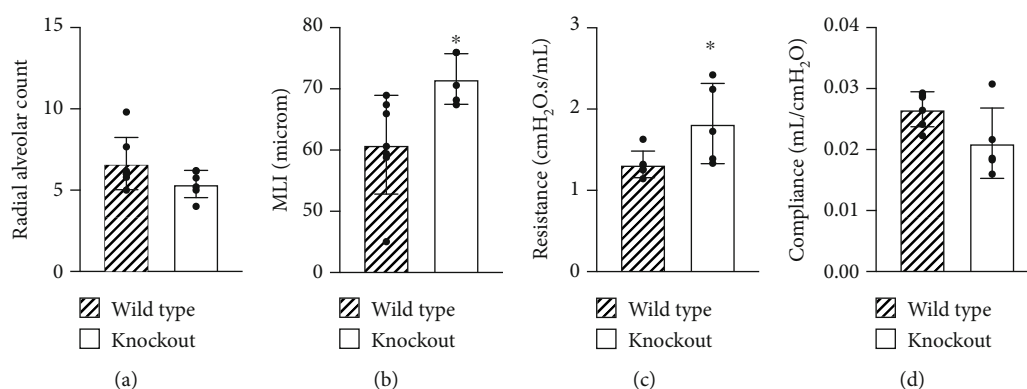 Radial alveolar count
15
10
5
0
Wild type
Knockout
(a)
MLI (microm)
80
70
60
50
0
*
Wild type
Knockout
(b)
Resistance (cmH₂O.s/mL)
3
2
1
0
*
Wild type
Knockout
(c)
Compliance (mL/cmH₂O)
0.04
0.03
0.02
0.01
0.00
Wild type
Knockout
(d)